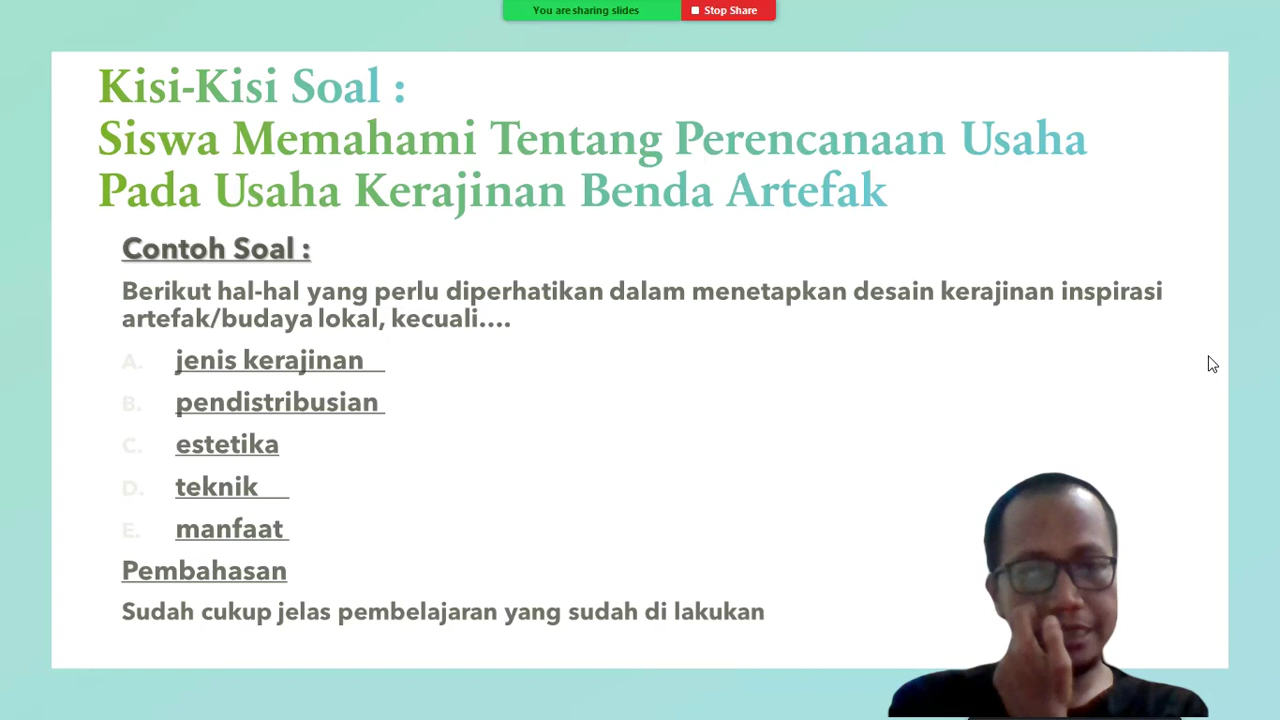 You are sharing slides Stop Share
Kisi-Kisi Soal :
Siswa Memahami Tentang Perencanaan Usaha
Pada Usaha Kerajinan Benda Artefak
Contoh Soal :
Berikut hal-hal yang perlu diperhatikan dalam menetapkan desain kerajinan inspirasi
artefak/budaya lokal, kecuali....
A. jenis kerajinan
B. pendistribusian
C. estetika
D. teknik
E. manfaat
Pembahasan
Sudah cukup jelas pembelajaran yang sudah di lakukan